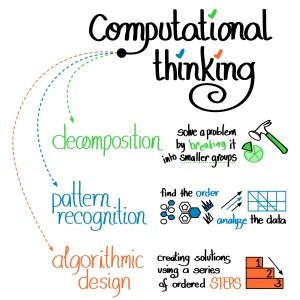 Computational
thinking
decomposition
solve a problem
by breaking it
into smaller groups
pattern
recognition
find the order
analyze the data
algorithmic
design
creating solutions
using a series
of ordered STEPS
1
2
3